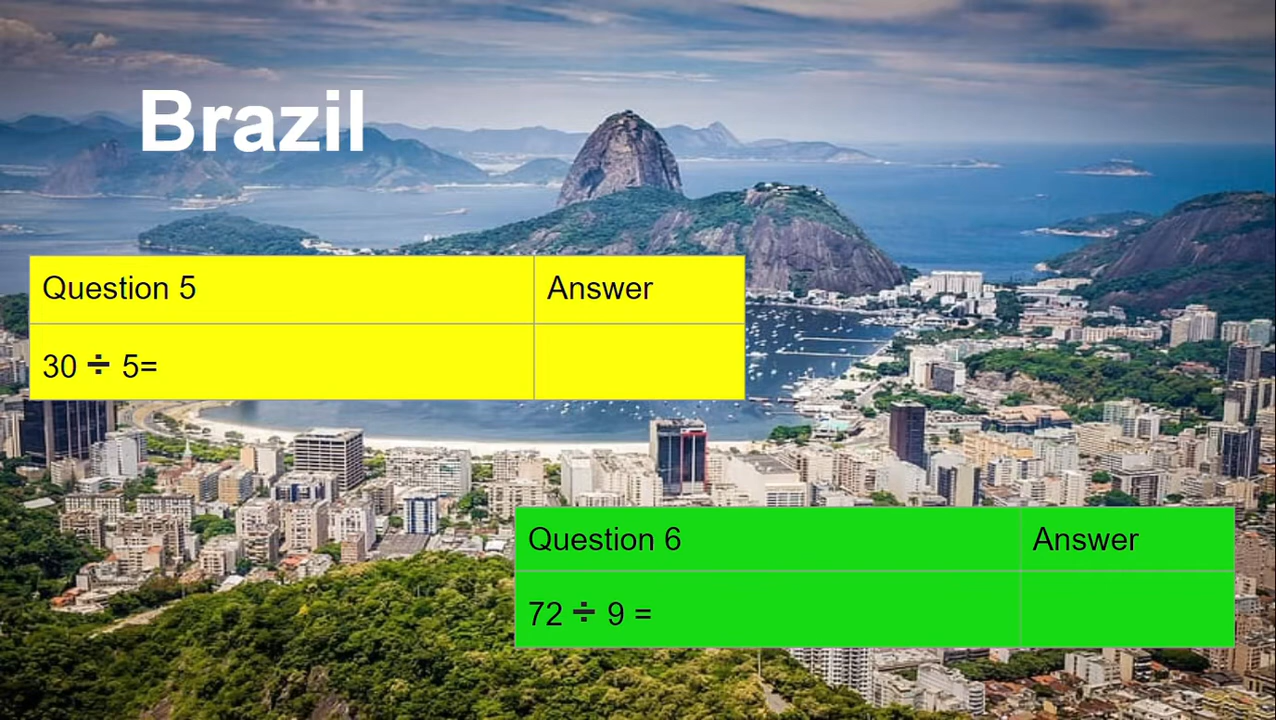 Brazil
Question 5 Answer
30 ÷ 5=
Question 6 Answer
72 ÷ 9 =